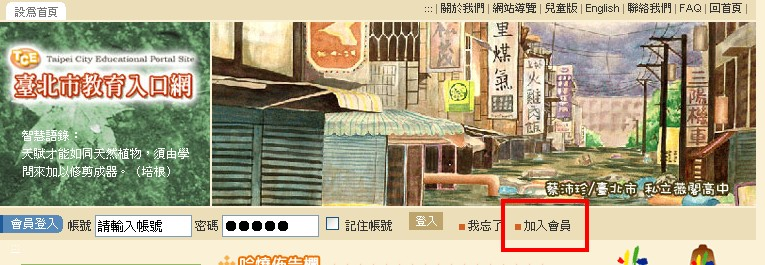 設為首頁
::: | 關於我們 | 網站導覽 | 兒童版 | English | 聯絡我們 | FAQ | 回首頁 |
TCE Taipei City Educational Portal Site
臺北市教育入口網
智慧語錄：
天賦才能如同天然植物，須由學
問來加以修剪成器。（培根）
里煤氣
火雞肉飯
三陽機車
蔡沛珍/臺北市 私立薇閣高中
會員登入 帳號 請輸入帳號 密碼 ●●●●● 記住帳號 登入 我忘了 加入會員